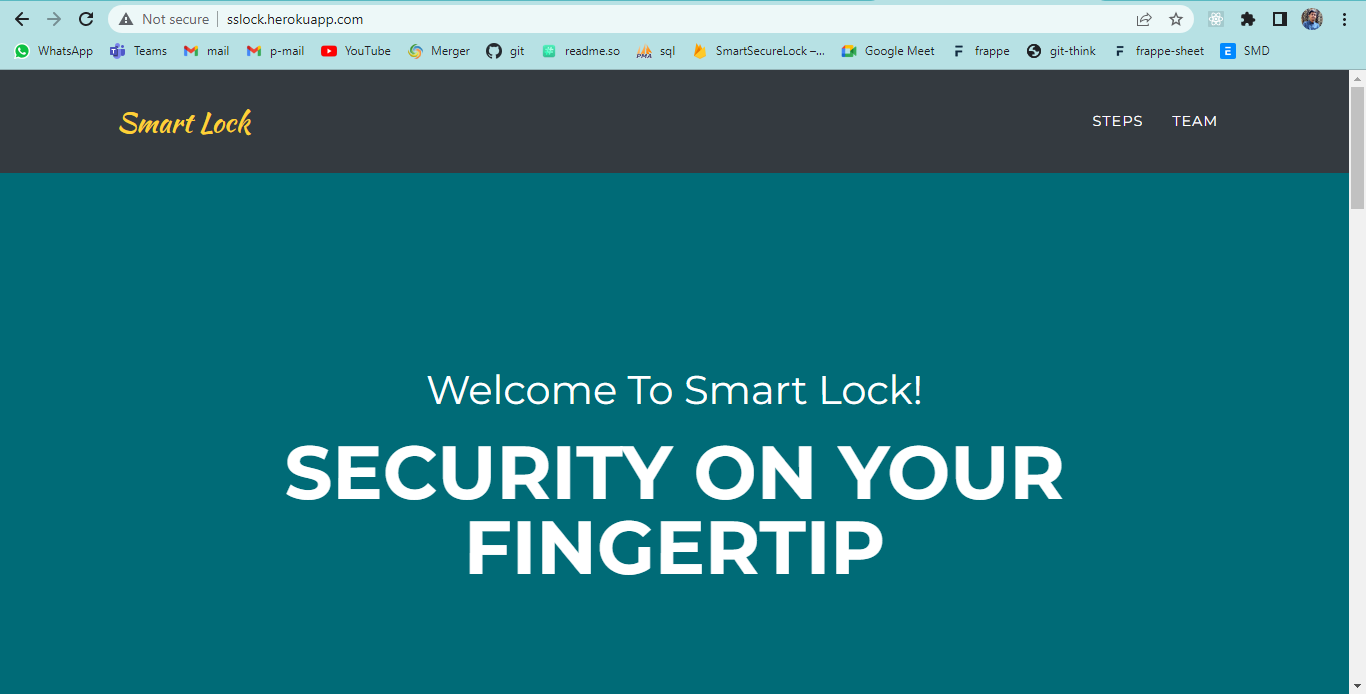 Not secure sslock.herokuapp.com
WhatsApp Teams mail p-mail YouTube Merger git readme.so PMA sql SmartSecureLock –... Google Meet frappe git-think frappe-sheet E SMD
Smart Lock STEPS TEAM
Welcome To Smart Lock!
SECURITY ON YOUR
FINGERTIP